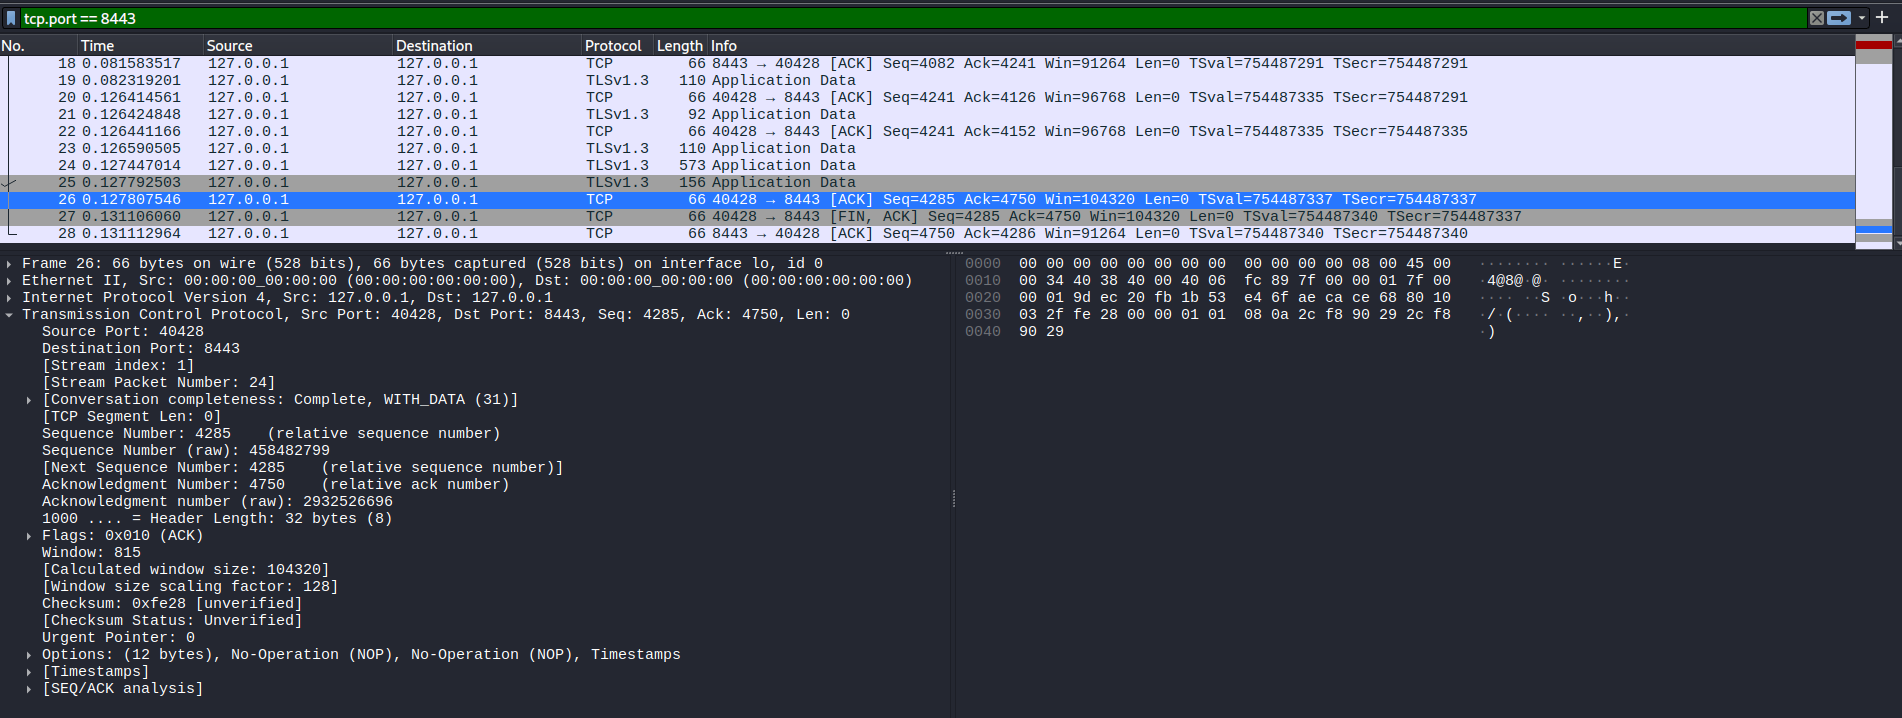 tcp.port == 8443
No. Time Source Destination Protocol Length Info
18 0.081583517 127.0.0.1 127.0.0.1 TCP 66 8443 → 40428 [ACK] Seq=4082 Ack=4241 Win=91264 Len=0 TSval=754487291 TSecr=754487291
19 0.082319201 127.0.0.1 127.0.0.1 TLSv1.3 110 Application Data
20 0.126414561 127.0.0.1 127.0.0.1 TCP 66 40428 → 8443 [ACK] Seq=4241 Ack=4126 Win=96768 Len=0 TSval=754487335 TSecr=754487291
21 0.126424848 127.0.0.1 127.0.0.1 TLSv1.3 92 Application Data
22 0.126441166 127.0.0.1 127.0.0.1 TCP 66 40428 → 8443 [ACK] Seq=4241 Ack=4152 Win=96768 Len=0 TSval=754487335 TSecr=754487335
23 0.126590505 127.0.0.1 127.0.0.1 TLSv1.3 110 Application Data
24 0.127447014 127.0.0.1 127.0.0.1 TLSv1.3 573 Application Data
25 0.127792503 127.0.0.1 127.0.0.1 TLSv1.3 156 Application Data
26 0.127807546 127.0.0.1 127.0.0.1 TCP 66 40428 → 8443 [ACK] Seq=4285 Ack=4750 Win=104320 Len=0 TSval=754487337 TSecr=754487337
27 0.131106060 127.0.0.1 127.0.0.1 TCP 66 40428 → 8443 [FIN, ACK] Seq=4285 Ack=4750 Win=104320 Len=0 TSval=754487340 TSecr=754487337
28 0.131112964 127.0.0.1 127.0.0.1 TCP 66 8443 → 40428 [ACK] Seq=4750 Ack=4286 Win=91264 Len=0 TSval=754487340 TSecr=754487340
Frame 26: 66 bytes on wire (528 bits), 66 bytes captured (528 bits) on interface lo, id 0
Ethernet II, Src: 00:00:00_00:00:00 (00:00:00:00:00:00), Dst: 00:00:00_00:00:00 (00:00:00:00:00:00)
Internet Protocol Version 4, Src: 127.0.0.1, Dst: 127.0.0.1
Transmission Control Protocol, Src Port: 40428, Dst Port: 8443, Seq: 4285, Ack: 4750, Len: 0
Source Port: 40428
Destination Port: 8443
[Stream index: 1]
[Stream Packet Number: 24]
[Conversation completeness: Complete, WITH_DATA (31)]
[TCP Segment Len: 0]
Sequence Number: 4285 (relative sequence number)
Sequence Number (raw): 458482799
[Next Sequence Number: 4285 (relative sequence number)]
Acknowledgment Number: 4750 (relative ack number)
Acknowledgment number (raw): 2932526696
1000 .... = Header Length: 32 bytes (8)
Flags: 0x010 (ACK)
Window: 815
[Calculated window size: 104320]
[Window size scaling factor: 128]
Checksum: 0xfe28 [unverified]
[Checksum Status: Unverified]
Urgent Pointer: 0
Options: (12 bytes), No-Operation (NOP), No-Operation (NOP), Timestamps
[Timestamps]
[SEQ/ACK analysis]
0000 00 00 00 00 00 00 00 00 00 00 00 00 08 00 45 00 ········ ······E·
0010 00 34 40 38 40 00 40 06 fc 89 7f 00 00 01 7f 00 ·4@8@·@· ········
0020 00 01 9d ec 20 fb 1b 53 e4 6f ae ca ce 68 80 10 ···· ··S ·o···h··
0030 03 2f fe 28 00 00 01 01 08 0a 2c f8 90 29 2c f8 ·/·(···· ··,··),·
0040 90 29 ·)